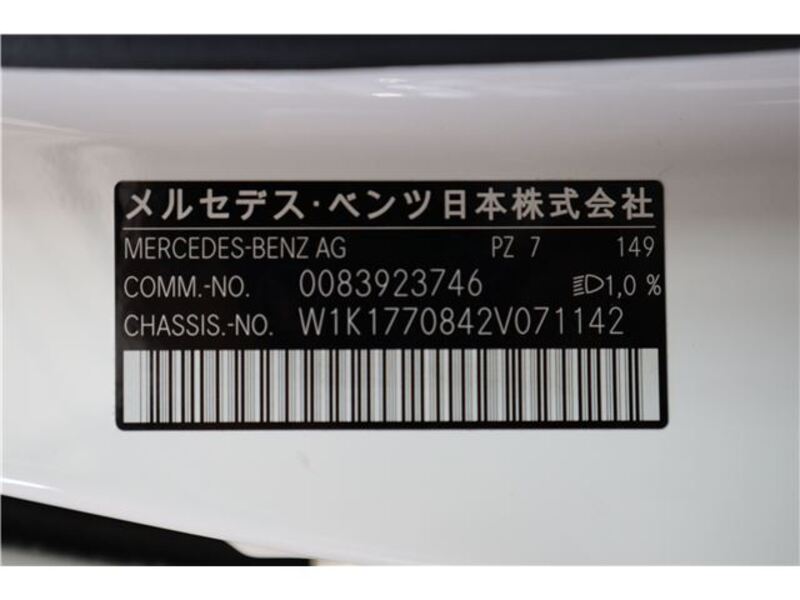 メルセデス・ベンツ日本株式会社
MERCEDES-BENZ AG PZ 7 149
COMM.-NO. 0083923746 1,0 %
CHASSIS.-NO. W1K1770842V071142